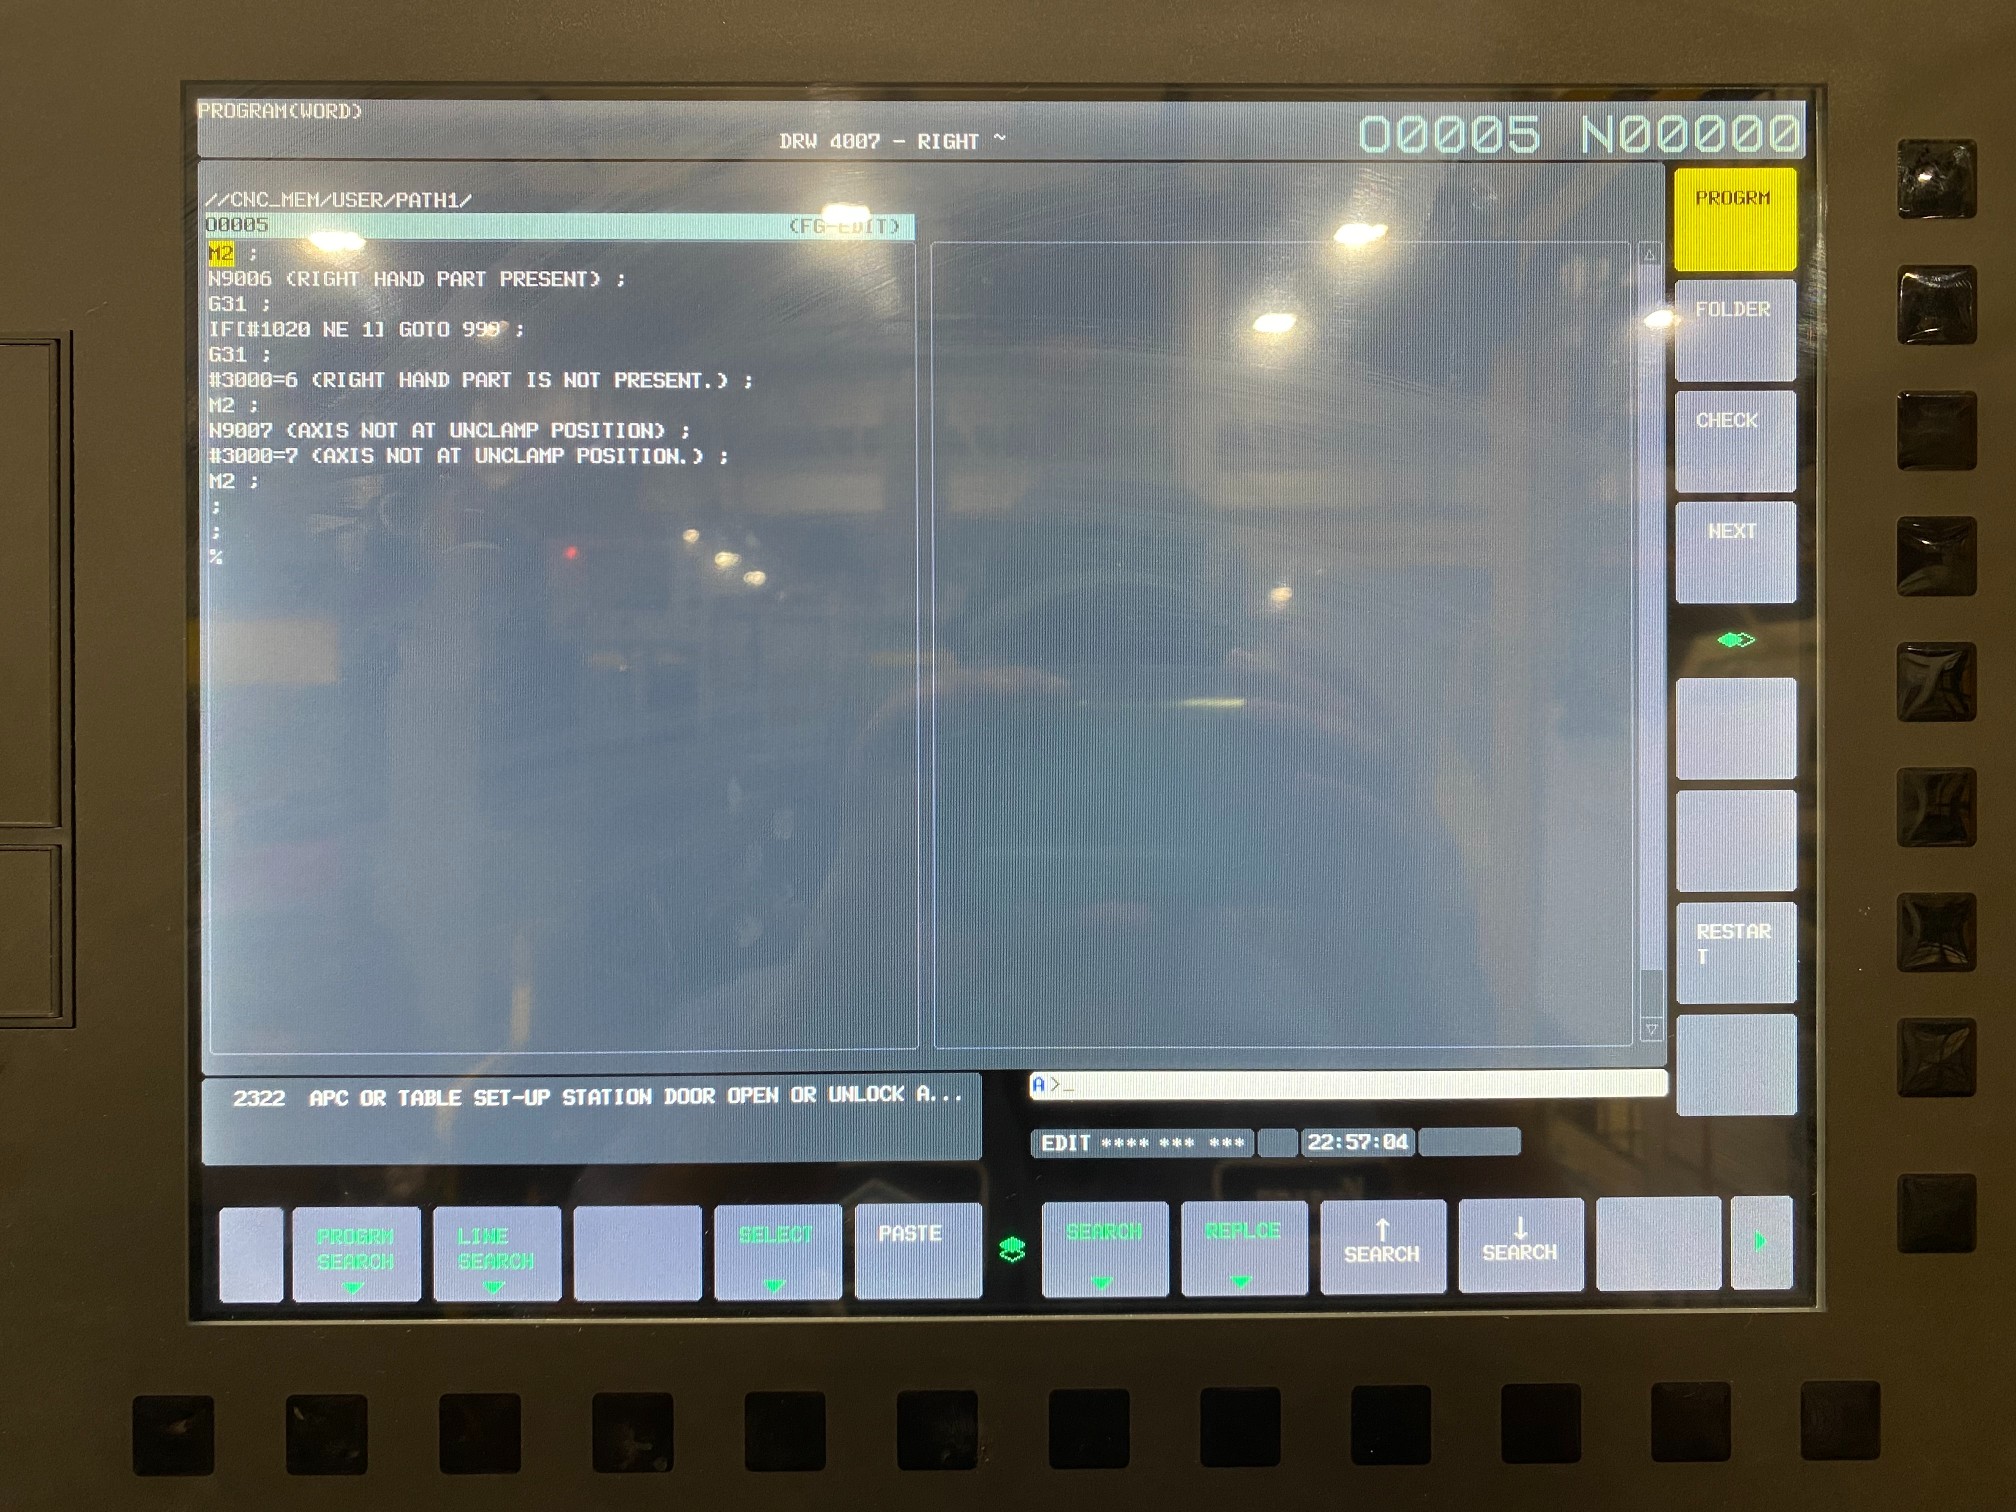 PROGRAM(WORD)
DRW 4007 - RIGHT ~
O0005 N00000
//CNC_MEM/USER/PATH1/
O0005 (FG-EDIT)
M2 ;
N9006 (RIGHT HAND PART PRESENT) ;
G31 ;
IF[#1020 NE 1] GOTO 999 ;
G31 ;
#3000=6 (RIGHT HAND PART IS NOT PRESENT.) ;
M2 ;
N9007 (AXIS NOT AT UNCLAMP POSITION) ;
#3000=7 (AXIS NOT AT UNCLAMP POSITION.) ;
M2 ;
;
;
%
PROGRM
FOLDER
CHECK
NEXT
RESTAR
T
2322 APC OR TABLE SET-UP STATION DOOR OPEN OR UNLOCK A...
A>_
EDIT **** *** ***
22:57:04
PROGRM
SEARCH
LINE
SEARCH
SELECT
PASTE
SEARCH
REPLCE
↑
SEARCH
↓
SEARCH